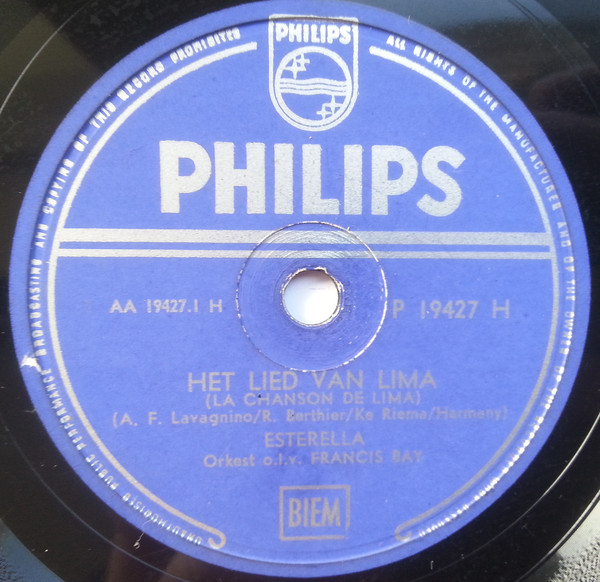 PHILIPS
PHILIPS
ALL RIGHTS OF THE MANUFACTURER AND OF THE OWNER OF THE
UNAUTHORISED PUBLIC PERFORMANCE BROADCASTING AND COPYING OF THIS RECORD PROHIBITED
AA 19427.1 H
P 19427 H
HET LIED VAN LIMA
(LA CHANSON DE LIMA)
(A. F. Lavagnino/R. Berthier/Ke Riema/Harmony)
ESTERELLA
Orkest o.l.v. FRANCIS BAY
BIEM